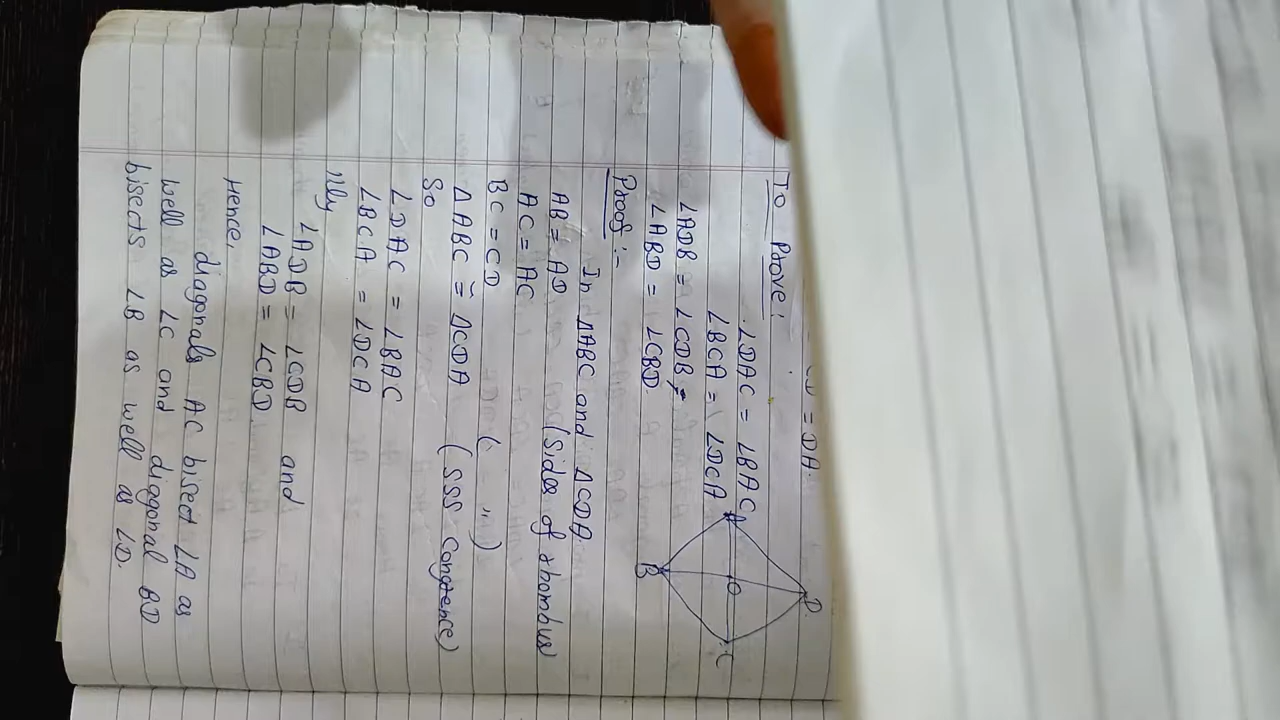 = DA.
To Prove:
∠DAC = ∠BAC
∠BCA = ∠DCA
∠ADB = ∠CDB,
∠ABD = ∠CBD.
A
B
C
D
O
Proof:-
In ΔABC and ΔCDA
AB = AD (Sides of rhombus
AC = AC
BC = CD ( - "- )
ΔABC ≅ ΔCDA (SSS Congrence)
So
∠DAC = ∠BAC
∠BCA = ∠DCA
llly
∠ADB = ∠CDB and
∠ABD = ∠CBD
Hence,
diagonals AC bisect ∠A as
well as ∠C and diagonal BD
bisects ∠B as well as ∠D.